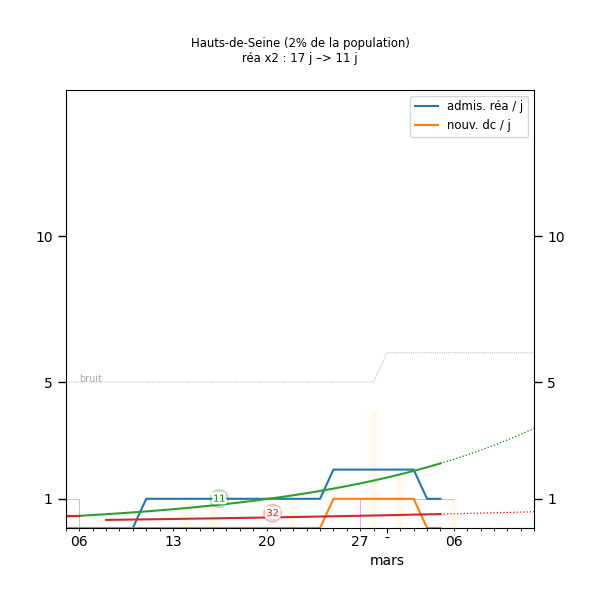 Hauts-de-Seine (2% de la population)
réa x2 : 17 j –> 11 j
admis. réa / j
nouv. dc / j
10
10
bruit
5
5
11
32
1
1
06
13
20
27
-
06
mars